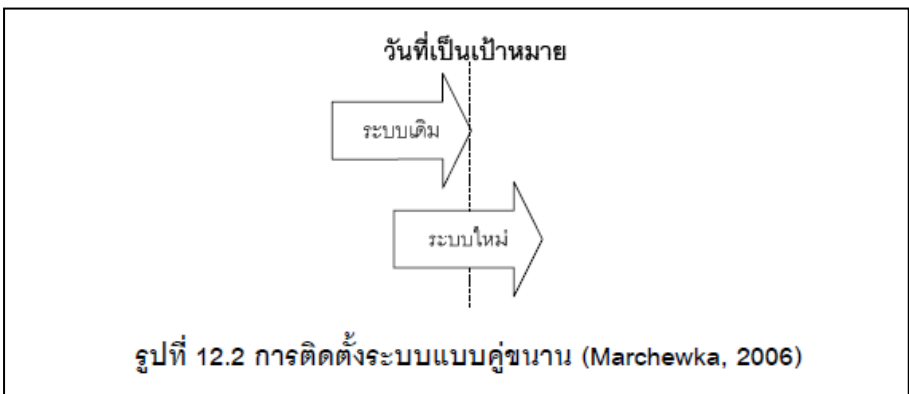 วันที่เป็นเป้าหมาย
ระบบเดิม
ระบบใหม่
รูปที่ 12.2 การติดตั้งระบบแบบคู่ขนาน (Marchewka, 2006)